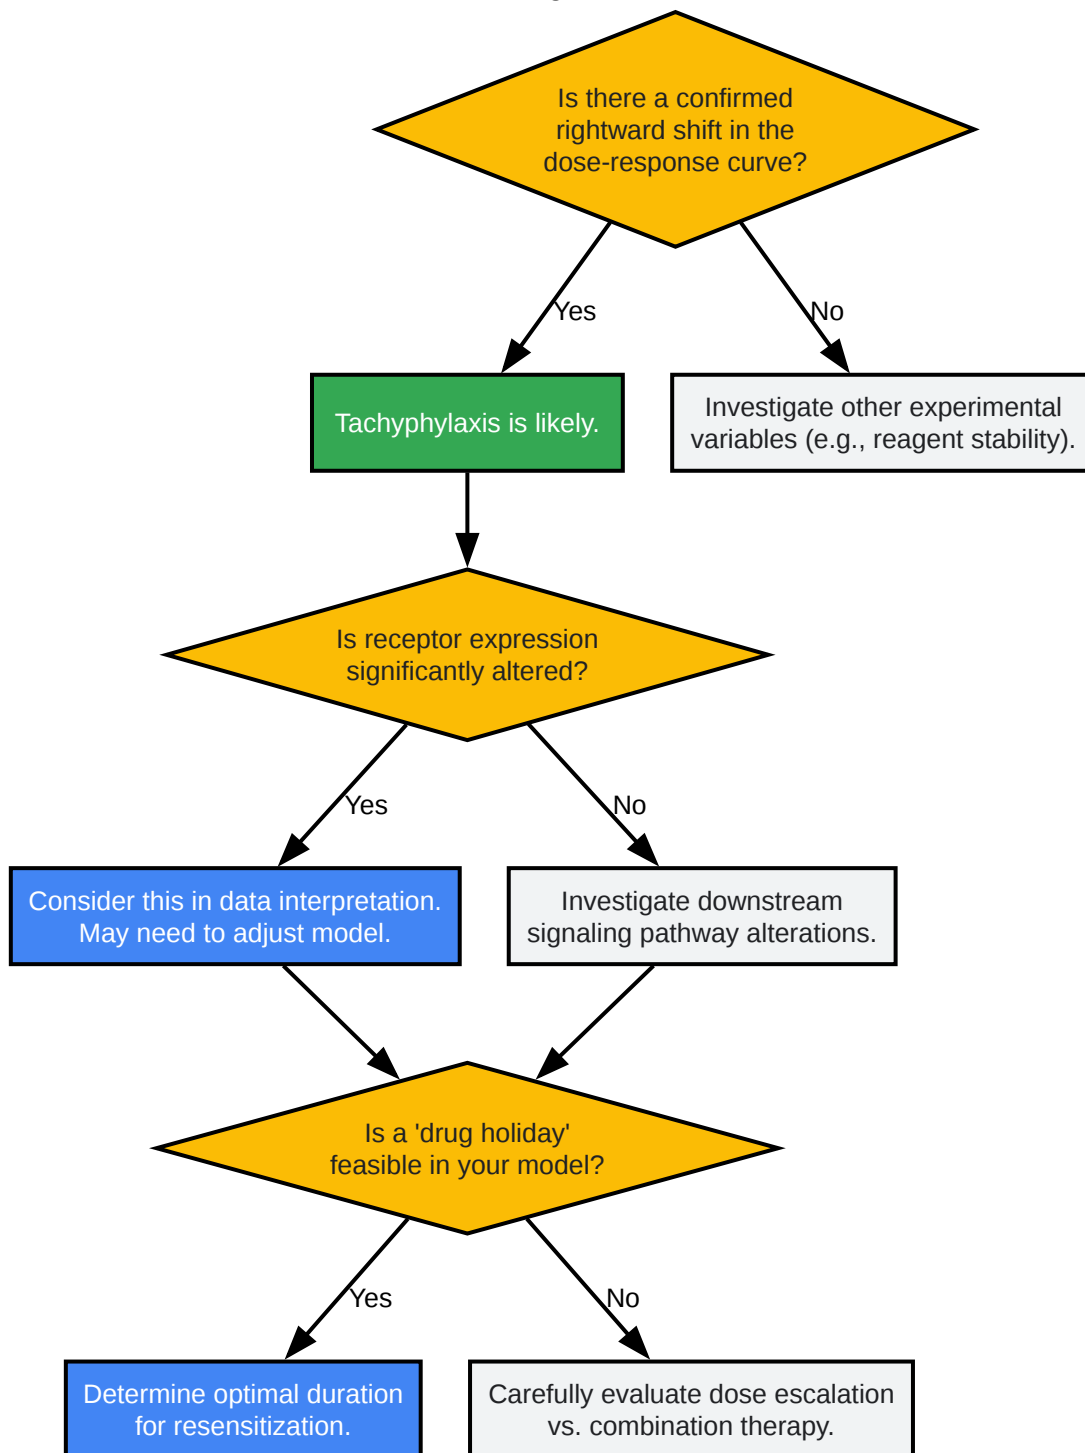 Is there a confirmed
rightward shift in the
dose-response curve?
Yes
No
Tachyphylaxis is likely.
Investigate other experimental
variables (e.g., reagent stability).
Is receptor expression
significantly altered?
Yes
No
Consider this in data interpretation.
May need to adjust model.
Investigate downstream
signaling pathway alterations.
Is a 'drug holiday'
feasible in your model?
Yes
No
Determine optimal duration
for resensitization.
Carefully evaluate dose escalation
vs. combination therapy.